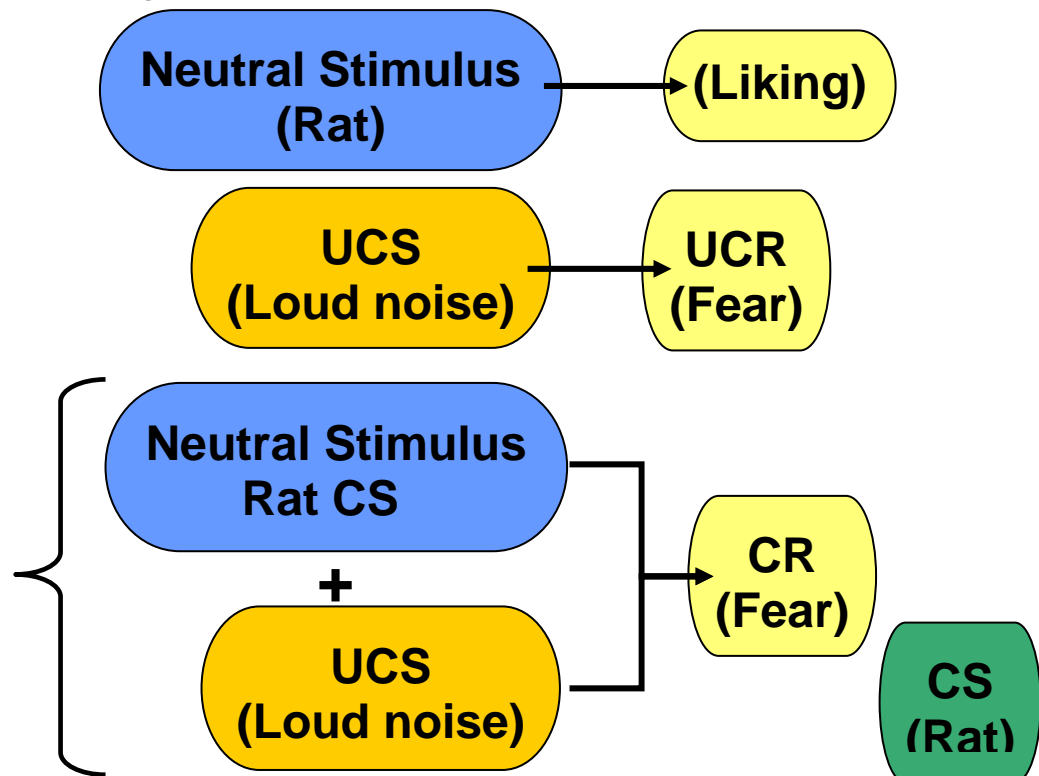 Neutral Stimulus
(Rat)
(Liking)
UCS
(Loud noise)
UCR
(Fear)
Neutral Stimulus
Rat CS
+
UCS
(Loud noise)
CR
(Fear)
CS
(Rat)